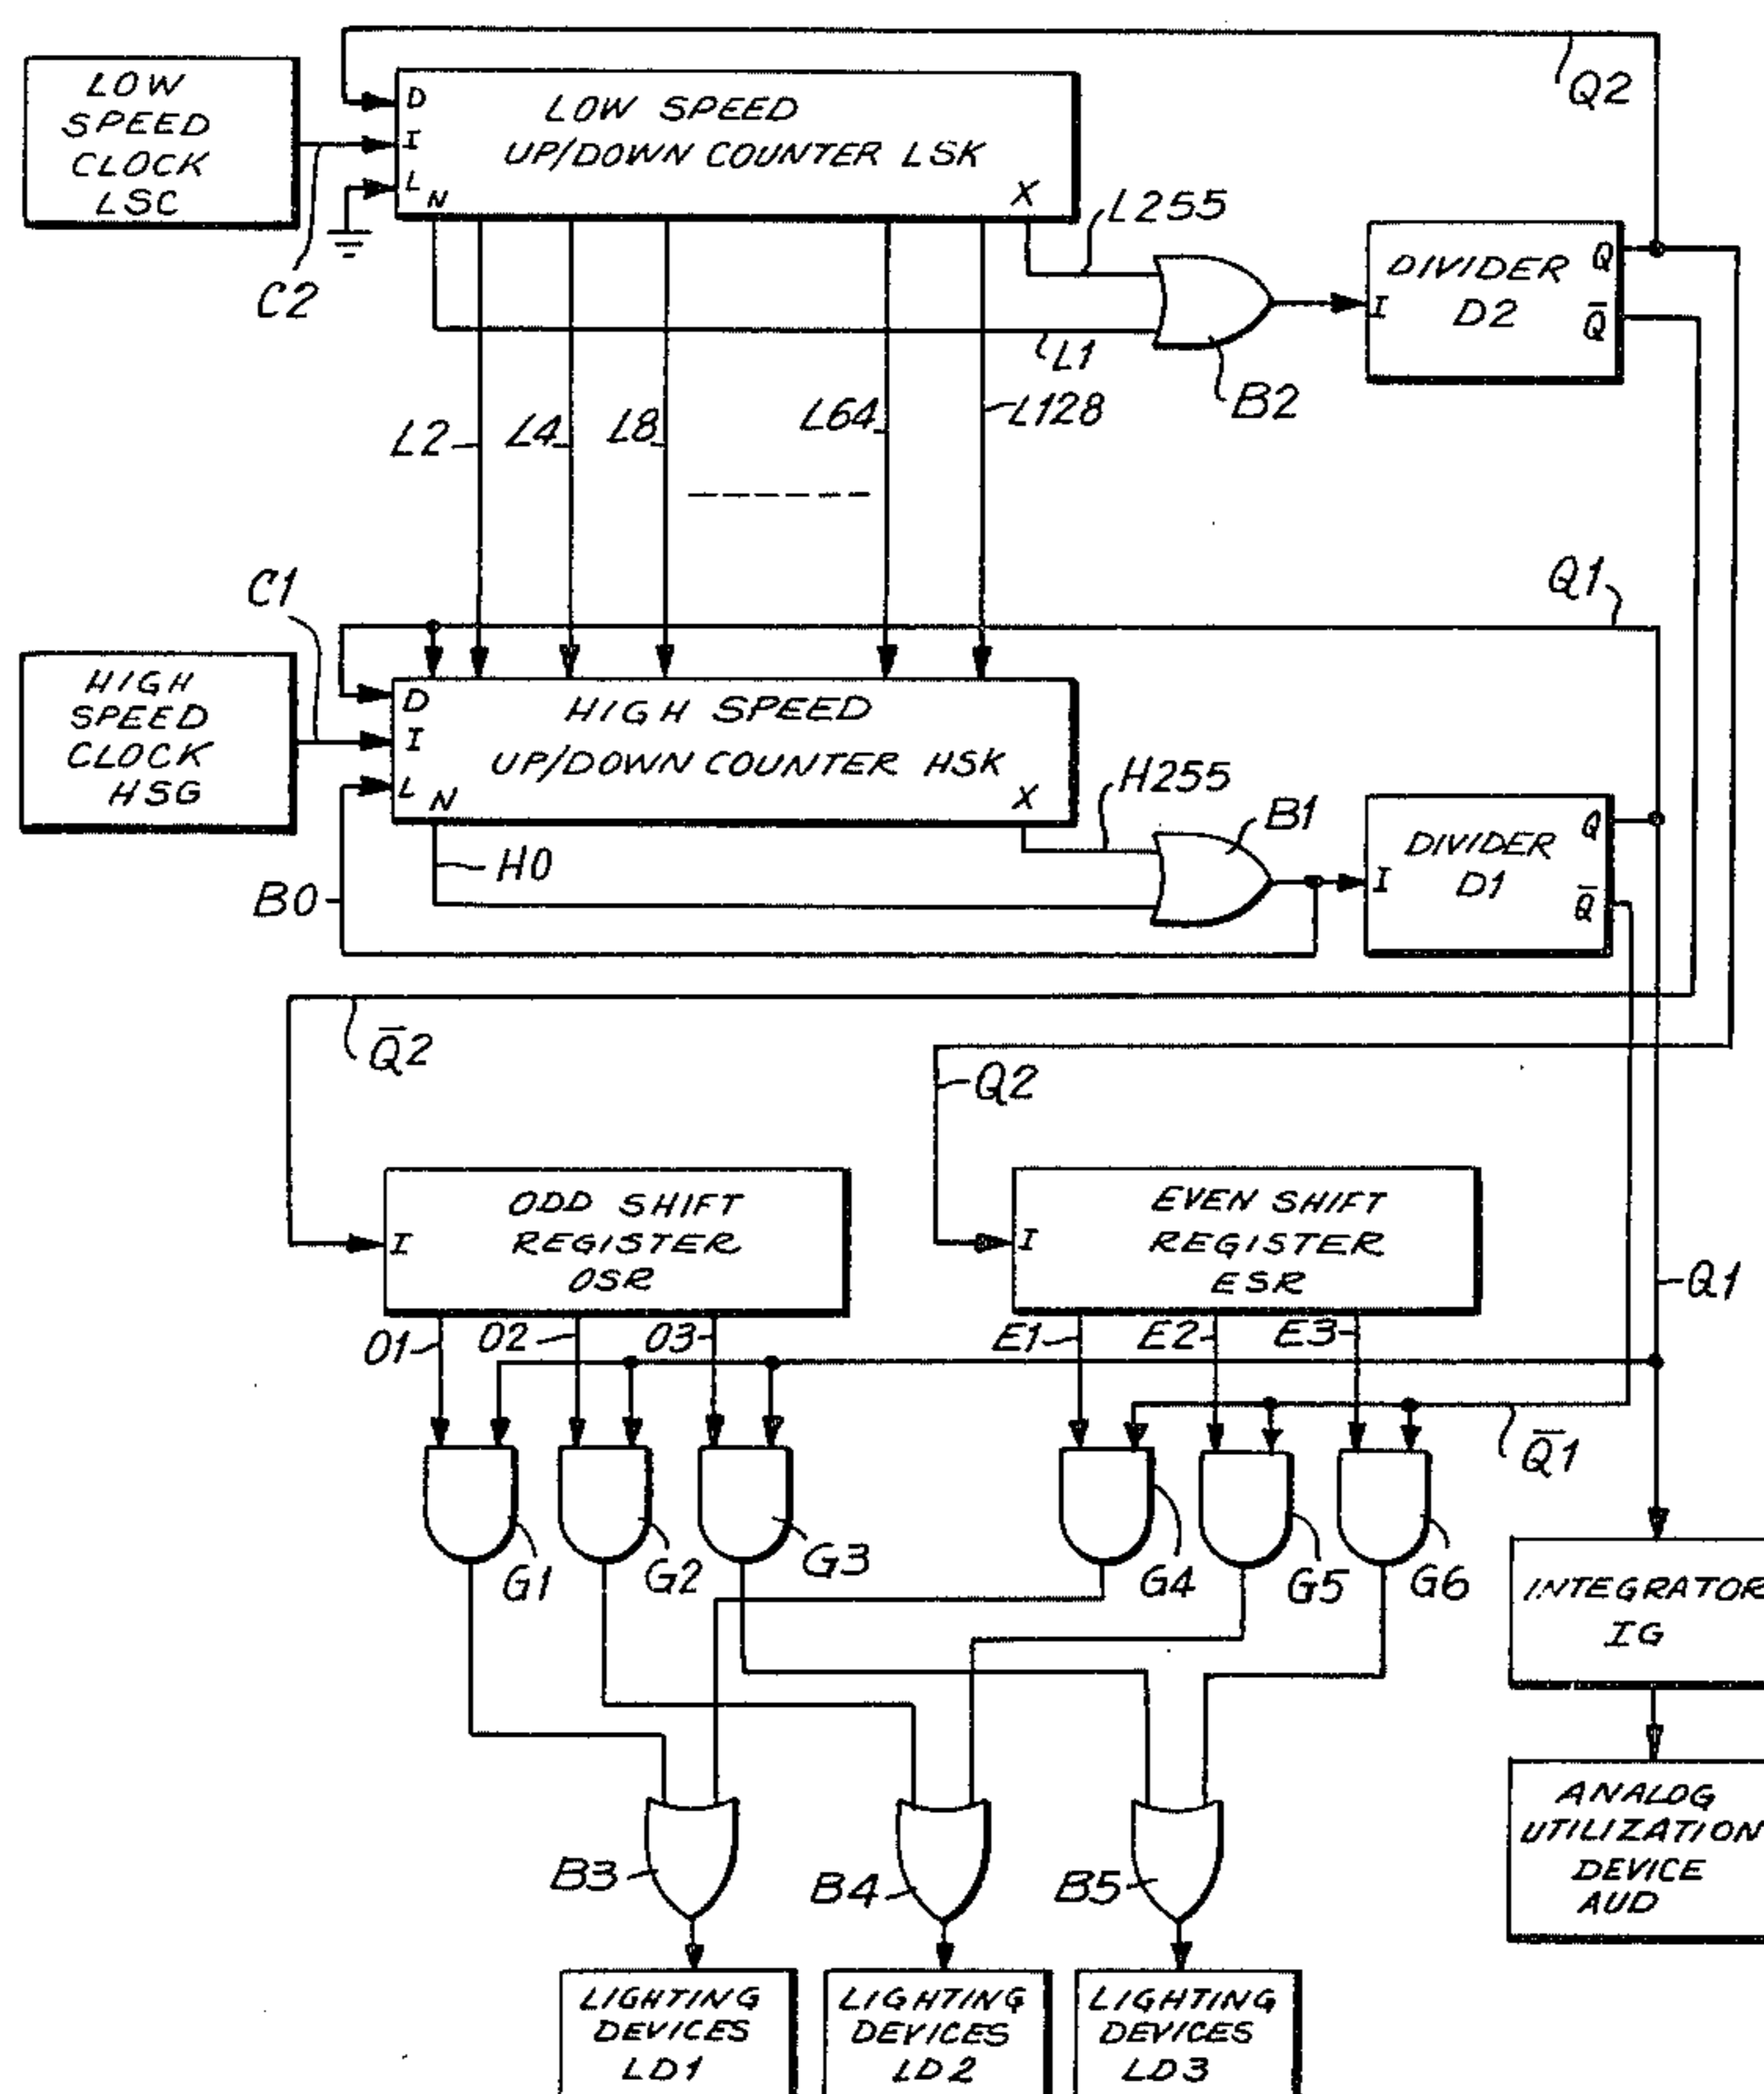 LOW
SPEED
CLOCK
LSC
C2
D
I
L
N
LOW SPEED
UP/DOWN COUNTER LSK
X
L255
L1
B2
I
DIVIDER
D2
Q
Q̅
Q2
L2
L4
L8
L64
L128
C1
Q1
HIGH
SPEED
CLOCK
HSG
D
I
L
N
HIGH SPEED
UP/DOWN COUNTER HSK
X
H255
H0
B0
B1
I
DIVIDER
D1
Q
Q̅
Q̅2
Q2
I
ODD SHIFT
REGISTER
OSR
I
EVEN SHIFT
REGISTER
ESR
Q1
O1
O2
O3
E1
E2
E3
Q̅1
G1
G2
G3
G4
G5
G6
INTEGRATOR
IG
B3
B4
B5
ANALOG
UTILIZATION
DEVICE
AUD
LIGHTING
DEVICES
LD1
LIGHTING
DEVICES
LD2
LIGHTING
DEVICES
LD3